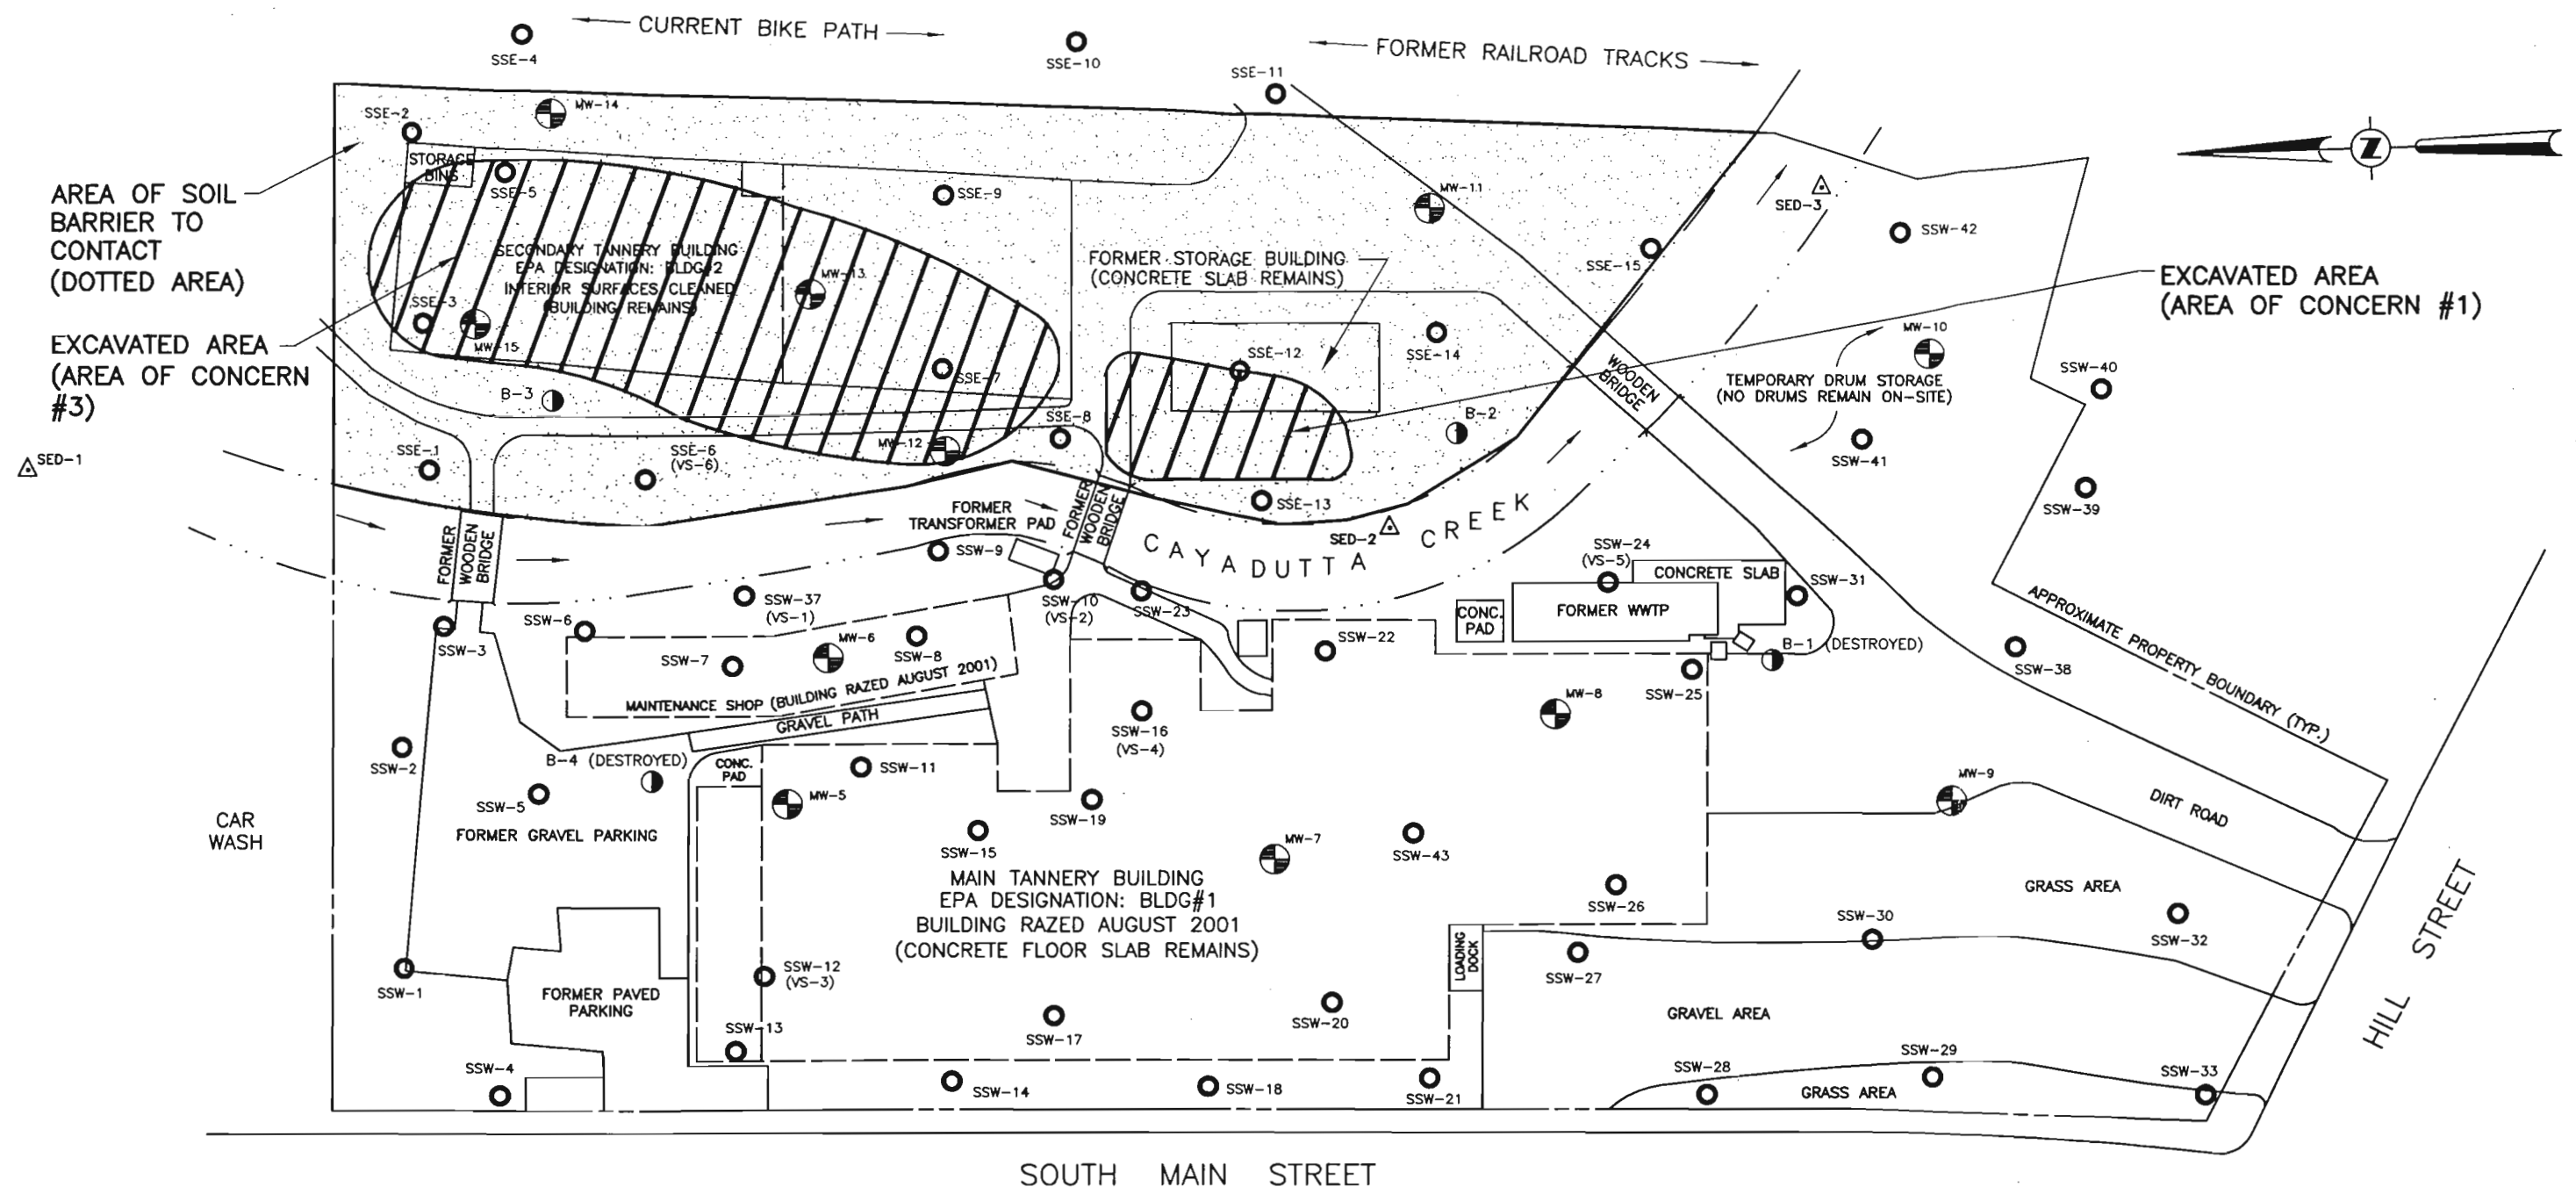 CURRENT BIKE PATH
FORMER RAILROAD TRACKS
SSE-4
SSE-10
SSE-11
SSE-2
MW-14
STORAGE
BINS
SSE-5
SSE-9
MW-11
SED-3
SSW-42
Z
AREA OF SOIL
BARRIER TO
CONTACT
(DOTTED AREA)
SECONDARY TANNERY BUILDING
EPA DESIGNATION: BLDG#2
INTERIOR SURFACES CLEANED
(BUILDING REMAINS)
MW-13
FORMER STORAGE BUILDING
(CONCRETE SLAB REMAINS)
SSE-15
EXCAVATED AREA
(AREA OF CONCERN #1)
SSE-3
MW-15
EXCAVATED AREA
(AREA OF CONCERN
#3)
SSE-7
SSE-12
SSE-14
WOODEN
BRIDGE
MW-10
TEMPORARY DRUM STORAGE
(NO DRUMS REMAIN ON-SITE)
SSW-40
B-3
SSE-8
B-2
MW-12
SED-1
SSE-1
SSE-6
(VS-6)
SSW-41
SSW-39
SSE-13
SED-2
FORMER
TRANSFORMER PAD
FORMER
WOODEN
BRIDGE
FORMER
WOODEN
BRIDGE
CAYADUTTA CREEK
SSW-9
SSW-24
(VS-5)
CONCRETE SLAB
SSW-31
SSW-37
(VS-1)
SSW-10
(VS-2)
SSW-23
CONC.
PAD
FORMER WWTP
APPROXIMATE PROPERTY BOUNDARY (TYP.)
SSW-6
SSW-3
SSW-7
MW-6
SSW-8
SSW-22
B-1 (DESTROYED)
SSW-38
SSW-25
MAINTENANCE SHOP (BUILDING RAZED AUGUST 2001)
GRAVEL PATH
MW-8
SSW-16
(VS-4)
SSW-2
B-4 (DESTROYED)
CONC.
PAD
SSW-11
MW-9
SSW-5
MW-5
DIRT ROAD
CAR
WASH
FORMER GRAVEL PARKING
SSW-19
SSW-15
MW-7
SSW-43
MAIN TANNERY BUILDING
EPA DESIGNATION: BLDG#1
BUILDING RAZED AUGUST 2001
(CONCRETE FLOOR SLAB REMAINS)
GRASS AREA
SSW-26
SSW-30
SSW-32
LOADING
DOCK
SSW-27
SSW-1
SSW-12
(VS-3)
FORMER PAVED
PARKING
SSW-13
SSW-17
SSW-20
GRAVEL AREA
HILL STREET
SSW-4
SSW-14
SSW-18
SSW-21
SSW-28
SSW-29
GRASS AREA
SSW-33
SOUTH MAIN STREET